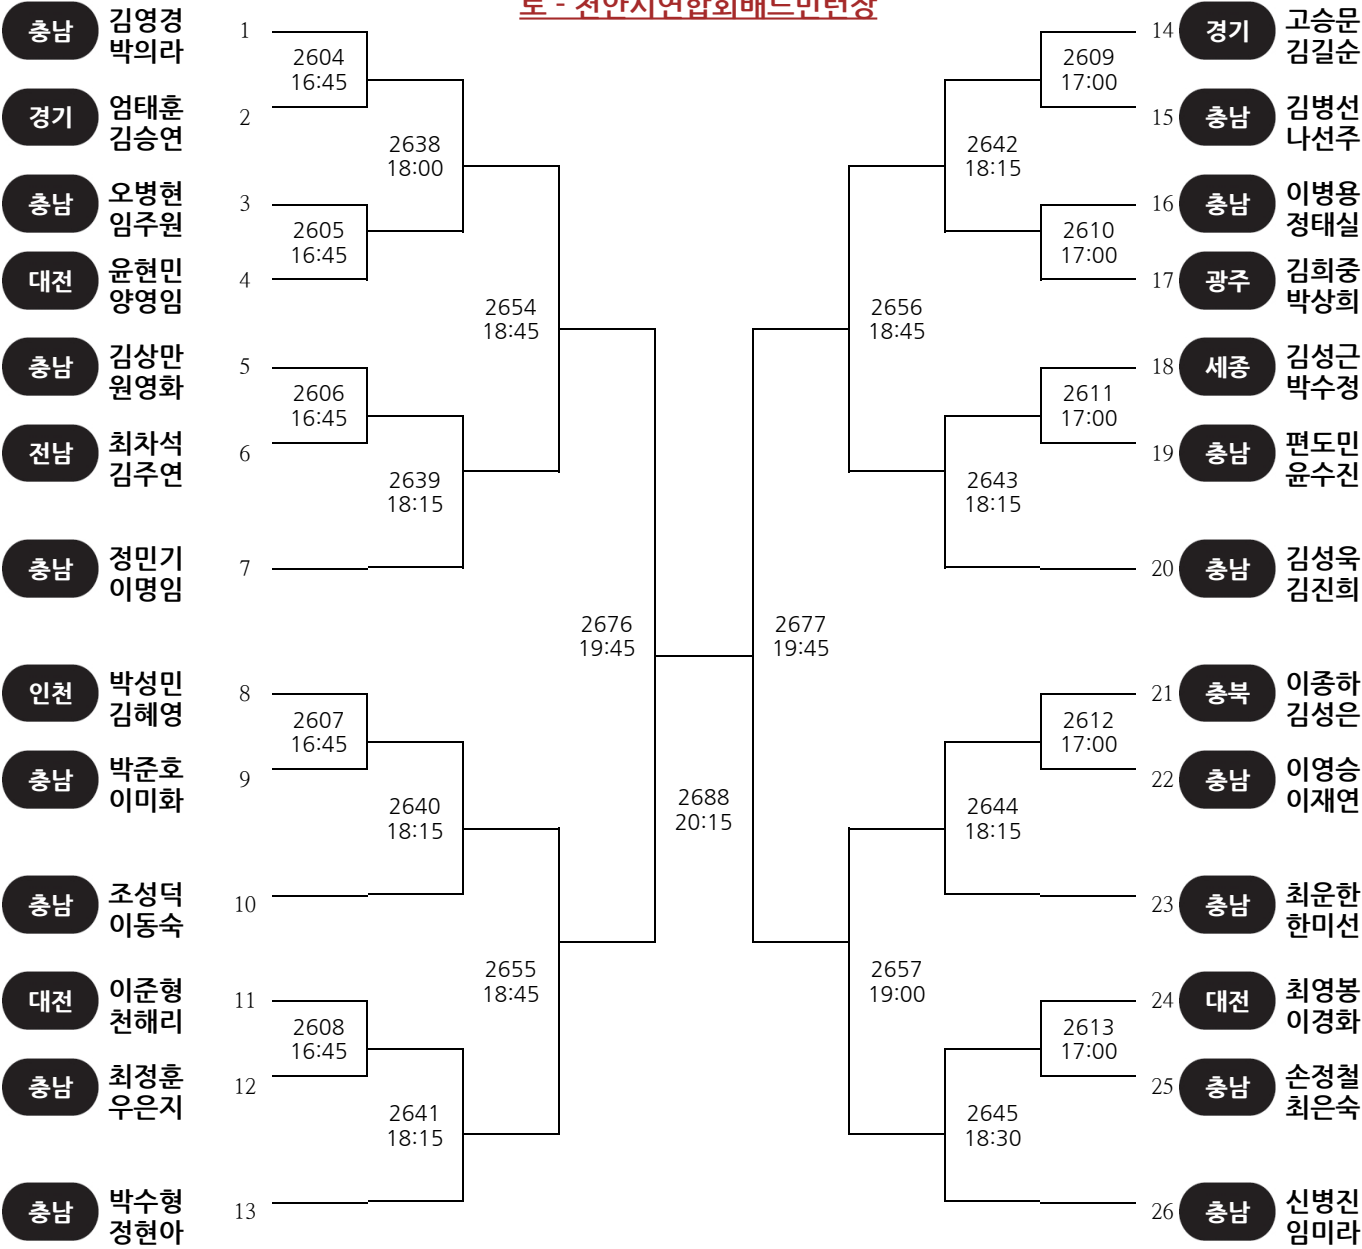 토 - 천안시연합회배드민턴장
충남 김영경 박의라 1
경기 엄태훈 김승연 2
2604
16:45
충남 오병현 임주원 3
대전 윤현민 양영임 4
2605
16:45
2638
18:00
충남 김상만 원영화 5
전남 최차석 김주연 6
2606
16:45
충남 정민기 이명임 7
2639
18:15
2654
18:45
인천 박성민 김혜영 8
충남 박준호 이미화 9
2607
16:45
충남 조성덕 이동숙 10
2640
18:15
대전 이준형 천해리 11
충남 최정훈 우은지 12
2608
16:45
충남 박수형 정현아 13
2641
18:15
2655
18:45
2676
19:45
2688
20:15
2677
19:45
14 경기 고승문 김길순
15 충남 김병선 나선주
2609
17:00
16 충남 이병용 정태실
17 광주 김희중 박상희
2610
17:00
2642
18:15
18 세종 김성근 박수정
19 충남 편도민 윤수진
2611
17:00
20 충남 김성욱 김진희
2643
18:15
2656
18:45
21 충북 이종하 김성은
22 충남 이영승 이재연
2612
17:00
23 충남 최운한 한미선
2644
18:15
24 대전 최영봉 이경화
25 충남 손정철 최은숙
2613
17:00
26 충남 신병진 임미라
2645
18:30
2657
19:00